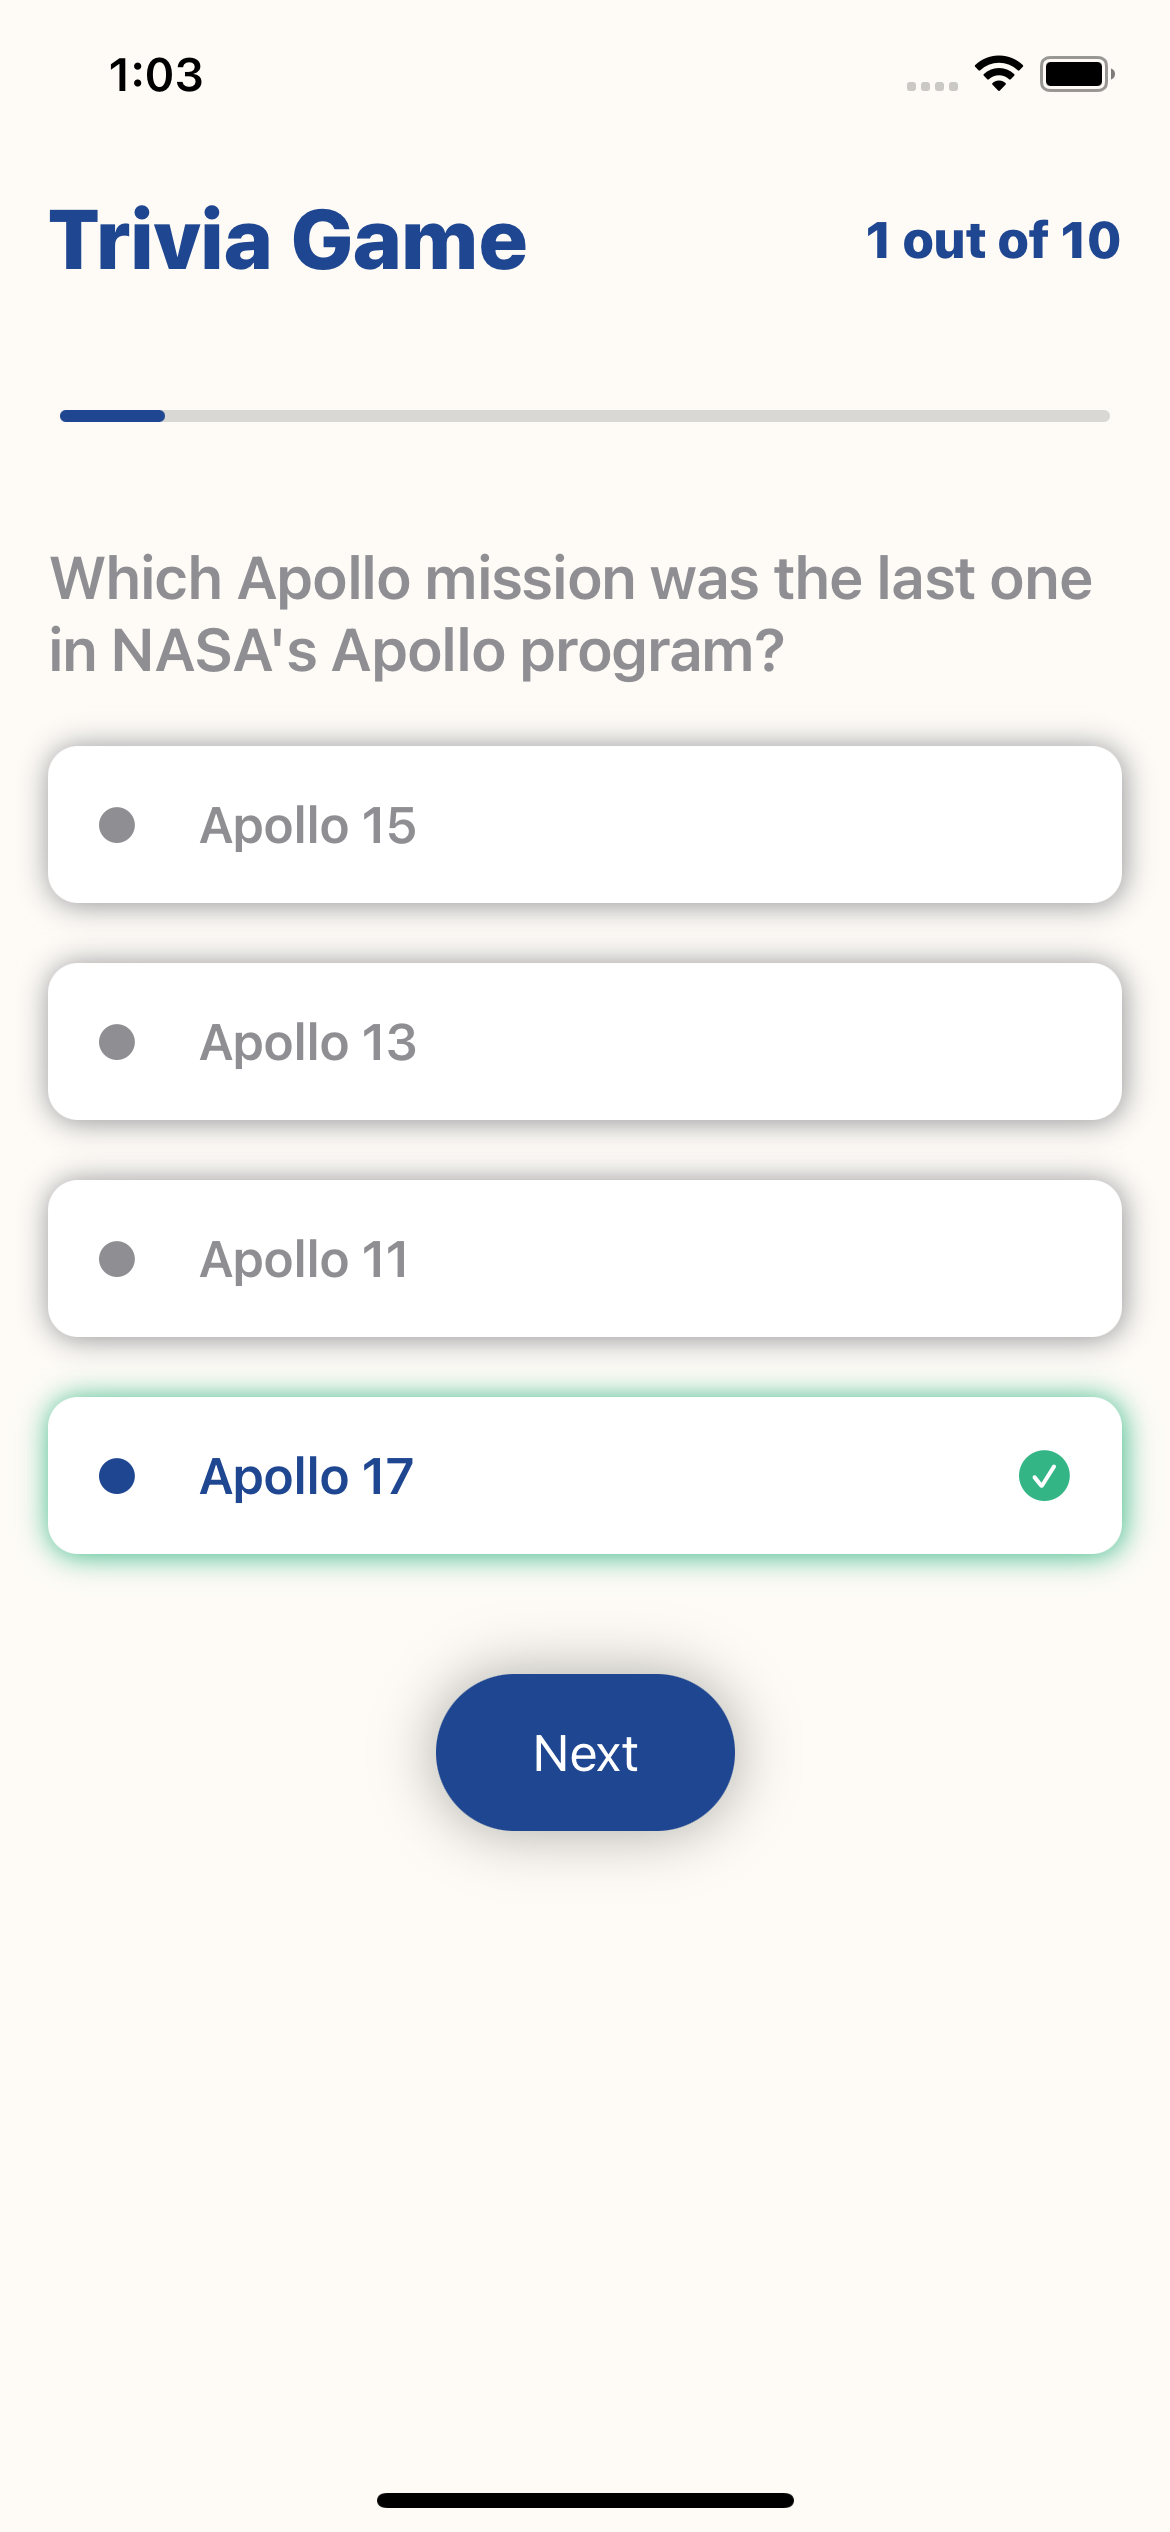 1:03
Trivia Game
1 out of 10
Which Apollo mission was the last one
in NASA's Apollo program?
Apollo 15
Apollo 13
Apollo 11
Apollo 17
Next